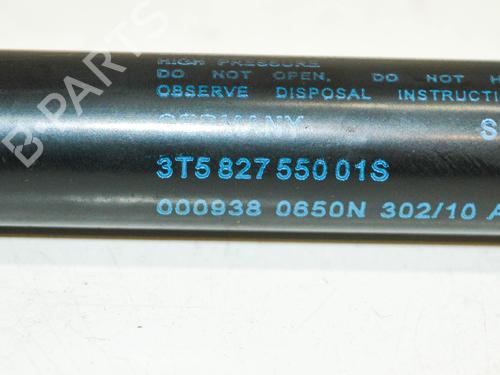 HIGH PRESSURE
DO NOT OPEN, DO NOT H
OBSERVE DISPOSAL INSTRUCTI
GERMANY S
3T5 827 550 01S
000938 0650N 302/10 A
B-PARTS